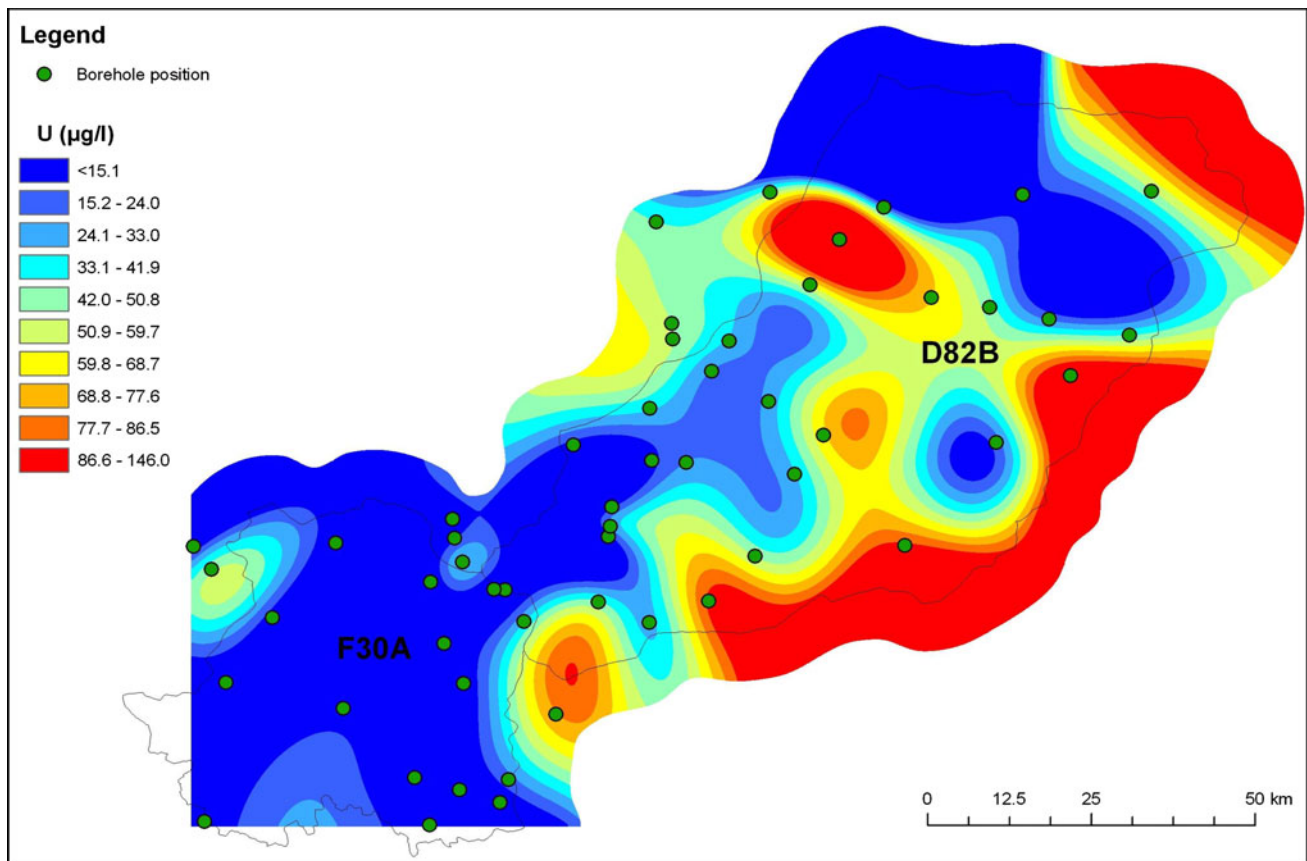 Legend
Borehole position
U (µg/l)
<15.1
15.2 - 24.0
24.1 - 33.0
33.1 - 41.9
42.0 - 50.8
50.9 - 59.7
59.8 - 68.7
68.8 - 77.6
77.7 - 86.5
86.6 - 146.0
D82B
F30A
0 12.5 25 50 km